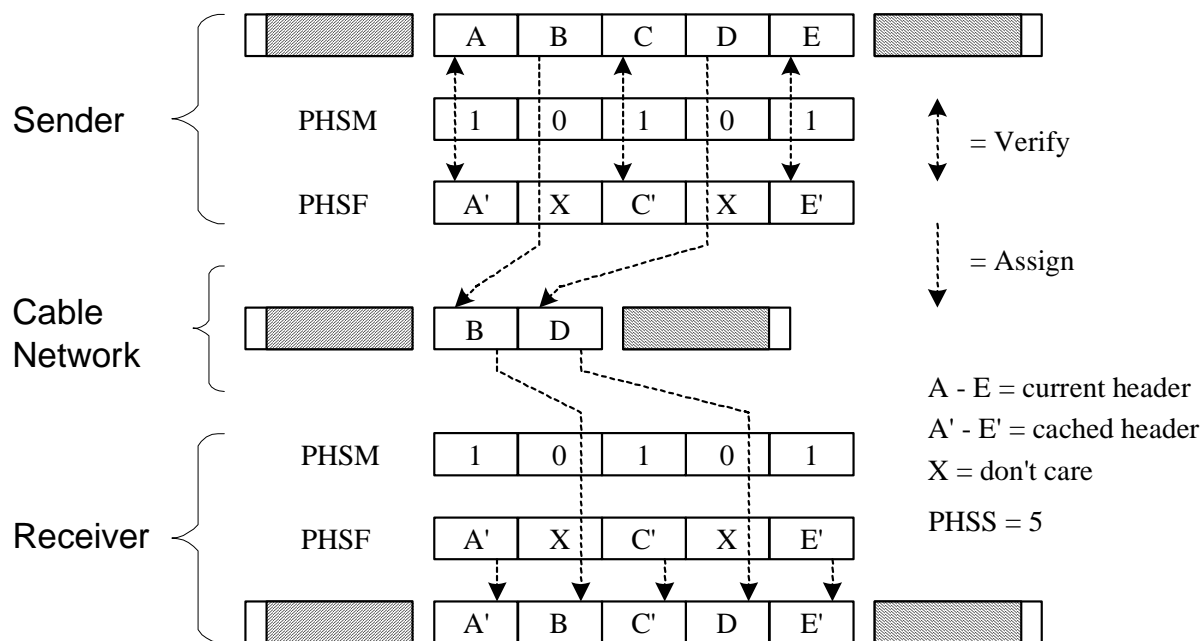 A B C D E
Sender
PHSM 1 0 1 0 1
= Verify
PHSF A' X C' X E'
= Assign
Cable
Network
B D
A - E = current header
A' - E' = cached header
X = don't care
PHSS = 5
PHSM 1 0 1 0 1
Receiver
PHSF A' X C' X E'
A' B C' D E'